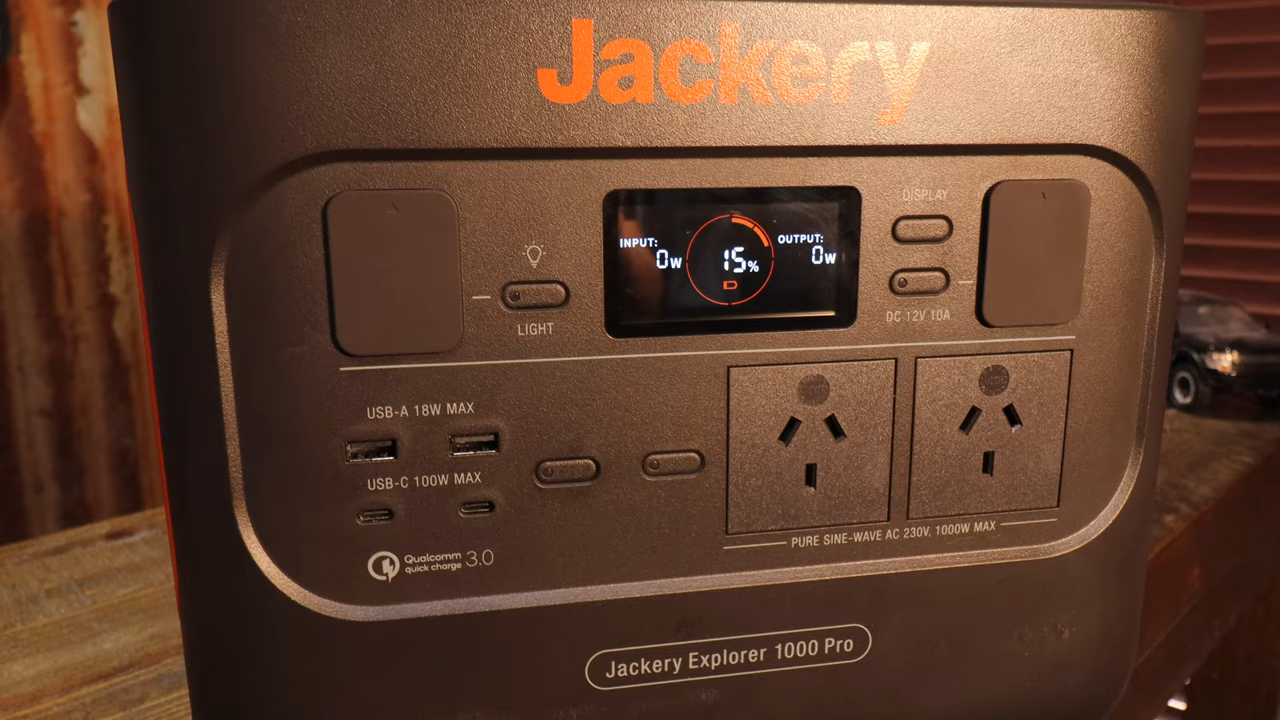 Jackery
DISPLAY
INPUT:
0W
15%
OUTPUT:
0W
LIGHT
DC 12V 10A
USB-A 18W MAX
USB-C 100W MAX
PURE SINE-WAVE AC 230V, 1000W MAX
Qualcomm
quick charge 3.0
Jackery Explorer 1000 Pro